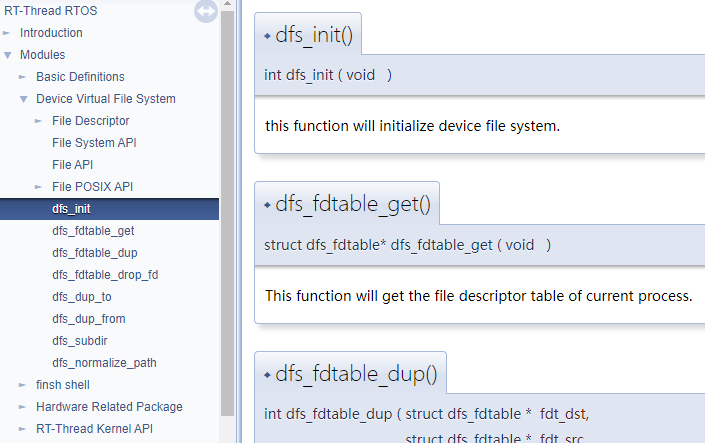 RT-Thread RTOS
Introduction
Modules
Basic Definitions
Device Virtual File System
File Descriptor
File System API
File API
File POSIX API
dfs_init
dfs_fdtable_get
dfs_fdtable_dup
dfs_fdtable_drop_fd
dfs_dup_to
dfs_dup_from
dfs_subdir
dfs_normalize_path
finsh shell
Hardware Related Package
RT-Thread Kernel API
dfs_init()
int dfs_init ( void )
this function will initialize device file system.
dfs_fdtable_get()
struct dfs_fdtable* dfs_fdtable_get ( void )
This function will get the file descriptor table of current process.
dfs_fdtable_dup()
int dfs_fdtable_dup ( struct dfs_fdtable * fdt_dst,
struct dfs_fdtable * fdt_src